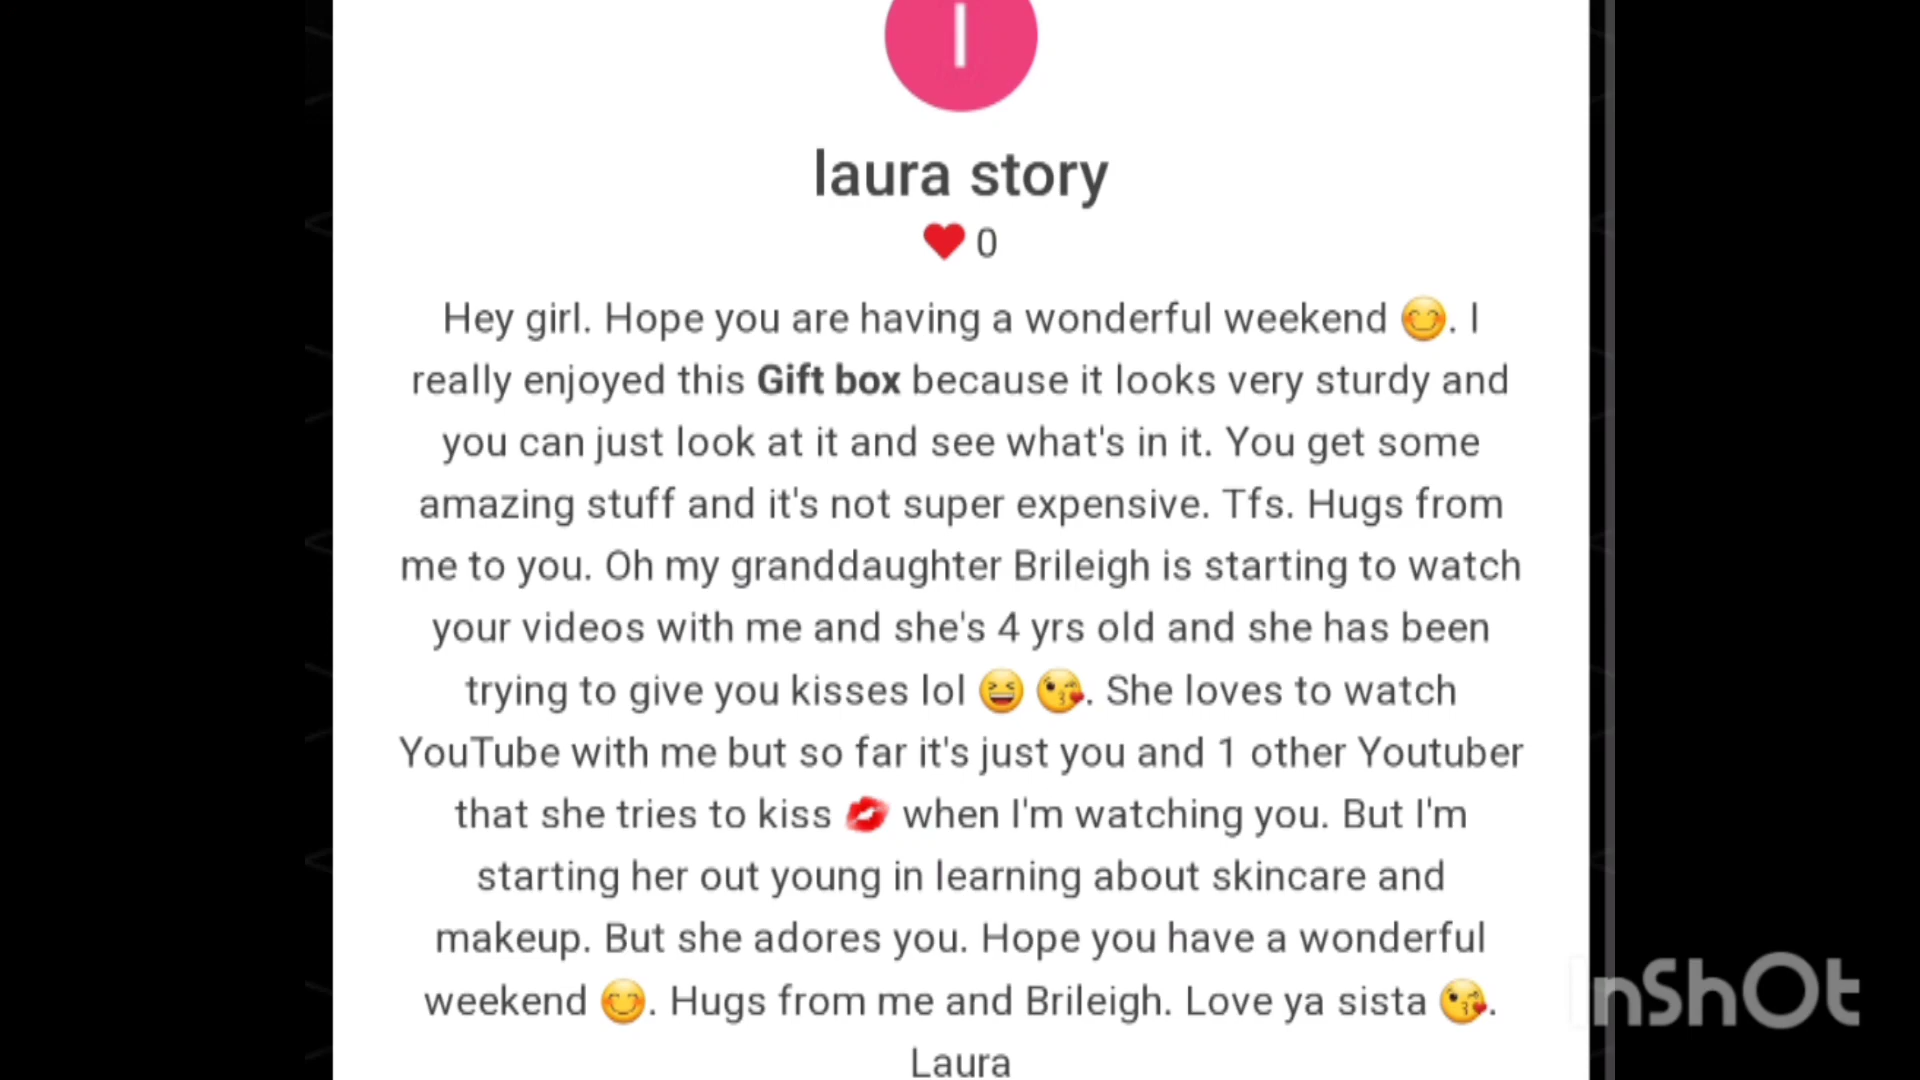 l
laura story
❤ 0
Hey girl. Hope you are having a wonderful weekend 😊. I
really enjoyed this Gift box because it looks very sturdy and
you can just look at it and see what's in it. You get some
amazing stuff and it's not super expensive. Tfs. Hugs from
me to you. Oh my granddaughter Brileigh is starting to watch
your videos with me and she's 4 yrs old and she has been
trying to give you kisses lol 😆 😘. She loves to watch
YouTube with me but so far it's just you and 1 other Youtuber
that she tries to kiss 💋 when I'm watching you. But I'm
starting her out young in learning about skincare and
makeup. But she adores you. Hope you have a wonderful
weekend 😊. Hugs from me and Brileigh. Love ya sista 😘.
Laura
InShOt